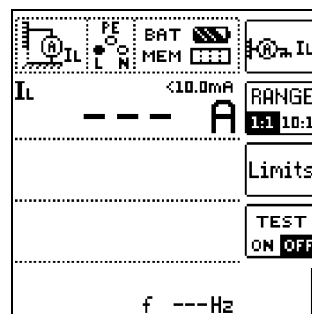 IL
PE
L N
BAT
MEM
A IL
IL <10.0mA
--- A
RANGE
1:1 10:1
Limits
TEST
ON OFF
f ---Hz